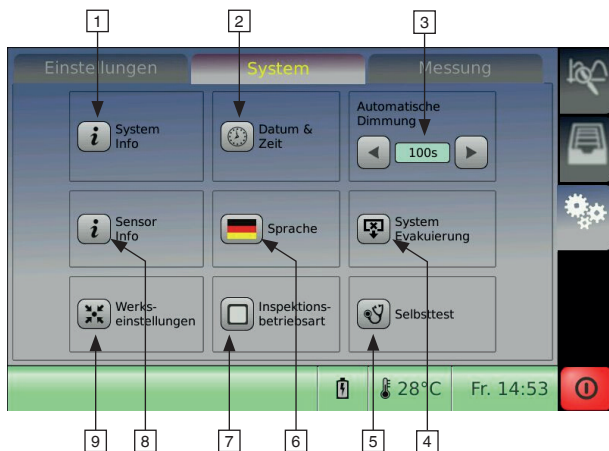 1 2 3
Einstellungen System Messung
System
Info
Datum &
Zeit
Automatische
Dimmung
100s
Sensor
Info
Sprache
System
Evakuierung
Werks-
einstellungen
Inspektions-
betriebsart
Selbsttest
28°C Fr. 14:53
9 8 7 6 5 4